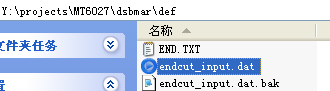 Y:\projects\MT6027\dsbmar\def
名称
文件夹任务
END.TXT
endcut_input.dat
endcut_input.dat.bak